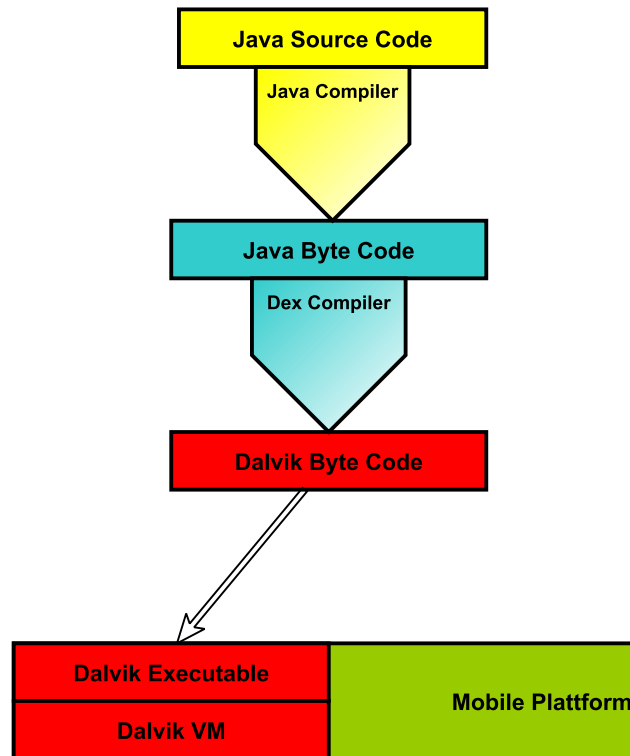 Java Source Code
Java Compiler
Java Byte Code
Dex Compiler
Dalvik Byte Code
Dalvik Executable
Mobile Plattform
Dalvik VM